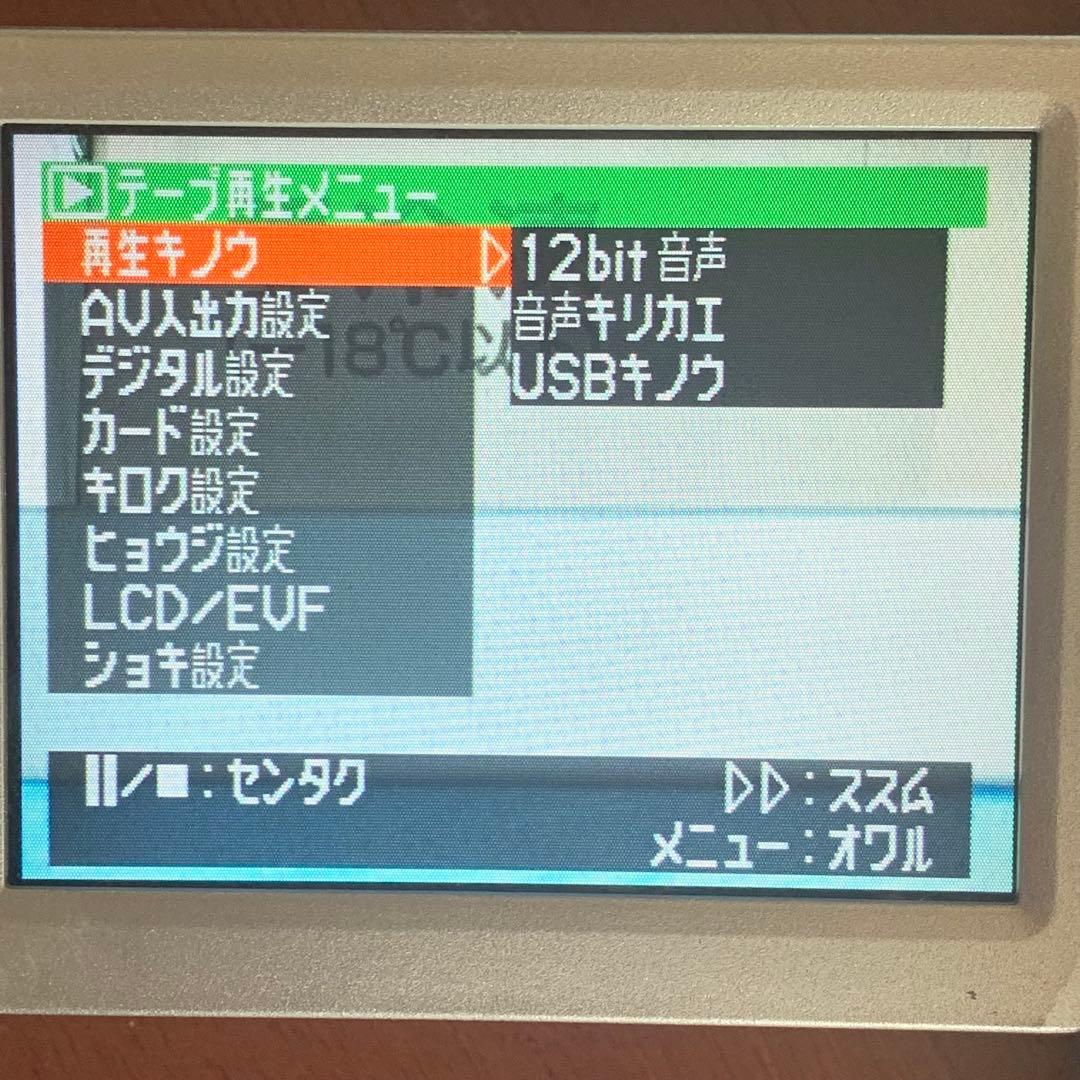 テープ再生メニュー
再生キノウ
12bit 音声
AV入出力設定
音声キリカエ
デジタル設定
USBキノウ
カード設定
キロク設定
ヒョウジ設定
LCD/EVF
ショキ設定
18℃以
II/■:センタク
▷▷:ススム
メニュー:オワル